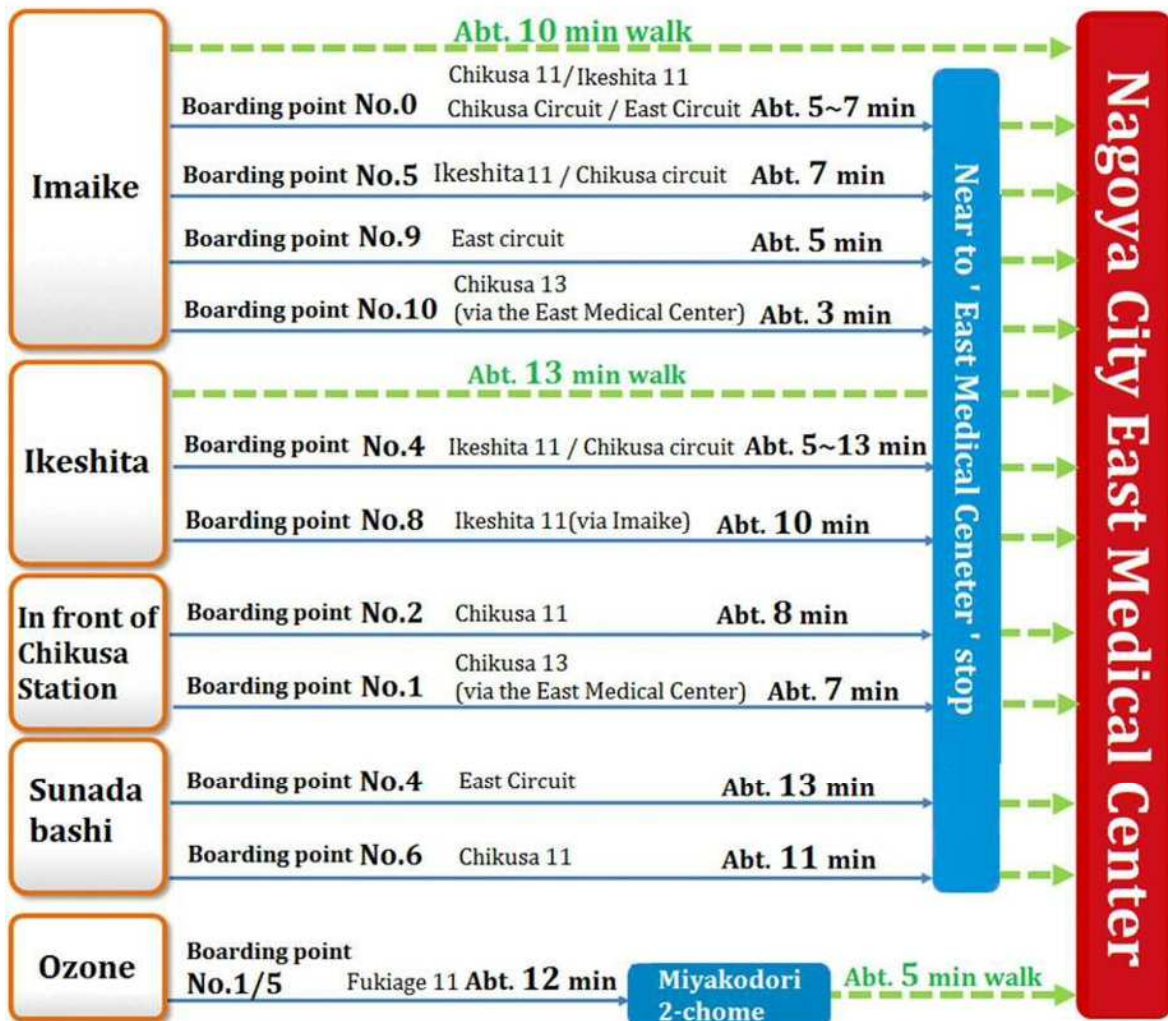 Abt. 10 min walk
Imaike
Chikusa 11/Ikeshita 11
Boarding point No.0 Chikusa Circuit / East Circuit Abt. 5~7 min
Boarding point No.5 Ikeshita11 / Chikusa circuit Abt. 7 min
Boarding point No.9 East circuit Abt. 5 min
Chikusa 13
Boarding point No.10 (via the East Medical Center) Abt. 3 min
Abt. 13 min walk
Ikeshita
Boarding point No.4 Ikeshita 11 / Chikusa circuit Abt. 5~13 min
Boarding point No.8 Ikeshita 11(via Imaike) Abt. 10 min
In front of
Chikusa
Station
Boarding point No.2 Chikusa 11 Abt. 8 min
Chikusa 13
Boarding point No.1 (via the East Medical Center) Abt. 7 min
Sunada
bashi
Boarding point No.4 East Circuit Abt. 13 min
Boarding point No.6 Chikusa 11 Abt. 11 min
Ozone
Boarding point
No.1/5 Fukiage 11 Abt. 12 min
Miyakodori
2-chome
Abt. 5 min walk
Near to ' East Medical Ceneter ' stop
Nagoya City East Medical Center